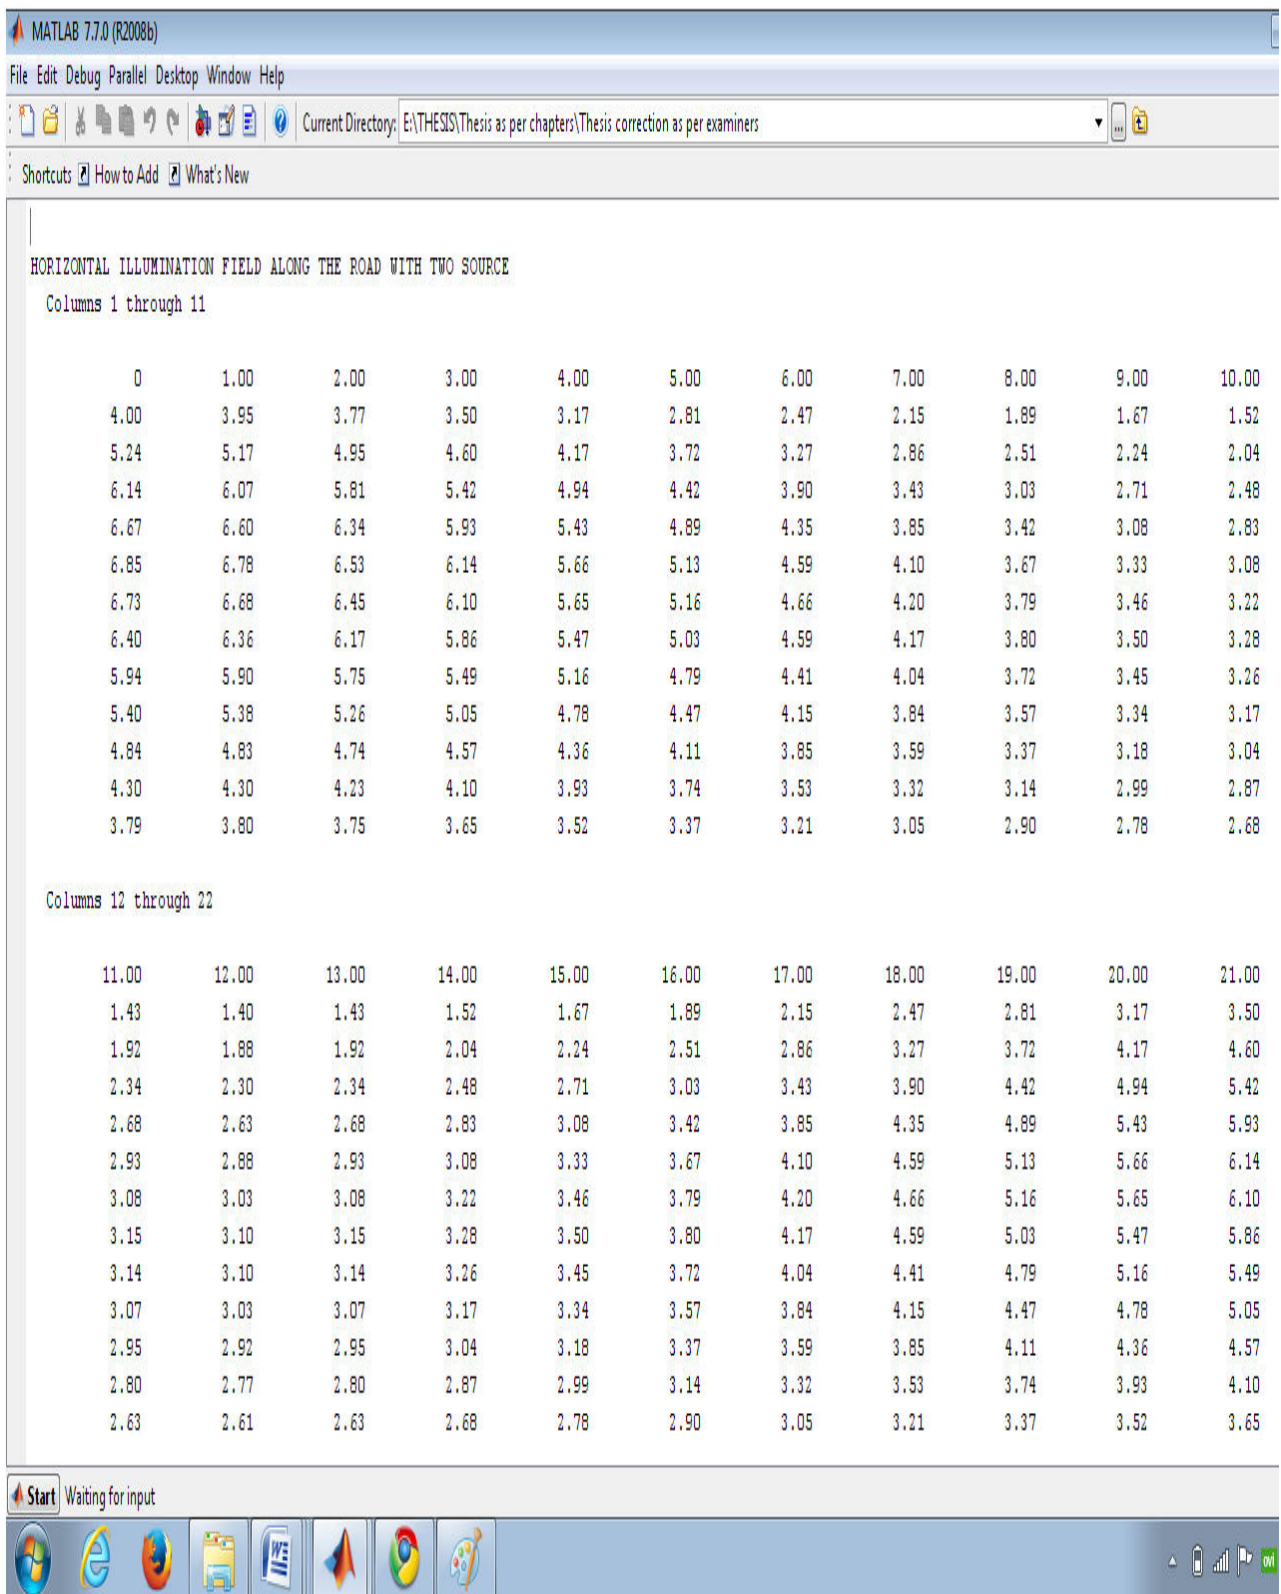 MATLAB 7.7.0 (R2008b)
File Edit Debug Parallel Desktop Window Help
Current Directory: E:\THESIS\Thesis as per chapters\Thesis correction as per examiners
Shortcuts How to Add What's New
HORIZONTAL ILLUMINATION FIELD ALONG THE ROAD WITH TWO SOURCE
Columns 1 through 11
0 1.00 2.00 3.00 4.00 5.00 6.00 7.00 8.00 9.00 10.00
4.00 3.95 3.77 3.50 3.17 2.81 2.47 2.15 1.89 1.67 1.52
5.24 5.17 4.95 4.60 4.17 3.72 3.27 2.86 2.51 2.24 2.04
6.14 6.07 5.81 5.42 4.94 4.42 3.90 3.43 3.03 2.71 2.48
6.67 6.60 6.34 5.93 5.43 4.89 4.35 3.85 3.42 3.08 2.83
6.85 6.78 6.53 6.14 5.66 5.13 4.59 4.10 3.67 3.33 3.08
6.73 6.68 6.45 6.10 5.65 5.16 4.66 4.20 3.79 3.46 3.22
6.40 6.36 6.17 5.86 5.47 5.03 4.59 4.17 3.80 3.50 3.28
5.94 5.90 5.75 5.49 5.16 4.79 4.41 4.04 3.72 3.45 3.26
5.40 5.38 5.26 5.05 4.78 4.47 4.15 3.84 3.57 3.34 3.17
4.84 4.83 4.74 4.57 4.36 4.11 3.85 3.59 3.37 3.18 3.04
4.30 4.30 4.23 4.10 3.93 3.74 3.53 3.32 3.14 2.99 2.87
3.79 3.80 3.75 3.65 3.52 3.37 3.21 3.05 2.90 2.78 2.68
Columns 12 through 22
11.00 12.00 13.00 14.00 15.00 16.00 17.00 18.00 19.00 20.00 21.00
1.43 1.40 1.43 1.52 1.67 1.89 2.15 2.47 2.81 3.17 3.50
1.92 1.88 1.92 2.04 2.24 2.51 2.86 3.27 3.72 4.17 4.60
2.34 2.30 2.34 2.48 2.71 3.03 3.43 3.90 4.42 4.94 5.42
2.68 2.63 2.68 2.83 3.08 3.42 3.85 4.35 4.89 5.43 5.93
2.93 2.88 2.93 3.08 3.33 3.67 4.10 4.59 5.13 5.66 6.14
3.08 3.03 3.08 3.22 3.46 3.79 4.20 4.66 5.16 5.65 6.10
3.15 3.10 3.15 3.28 3.50 3.80 4.17 4.59 5.03 5.47 5.86
3.14 3.10 3.14 3.26 3.45 3.72 4.04 4.41 4.79 5.16 5.49
3.07 3.03 3.07 3.17 3.34 3.57 3.84 4.15 4.47 4.78 5.05
2.95 2.92 2.95 3.04 3.18 3.37 3.59 3.85 4.11 4.36 4.57
2.80 2.77 2.80 2.87 2.99 3.14 3.32 3.53 3.74 3.93 4.10
2.63 2.61 2.63 2.68 2.78 2.90 3.05 3.21 3.37 3.52 3.65
Start Waiting for input
ovi